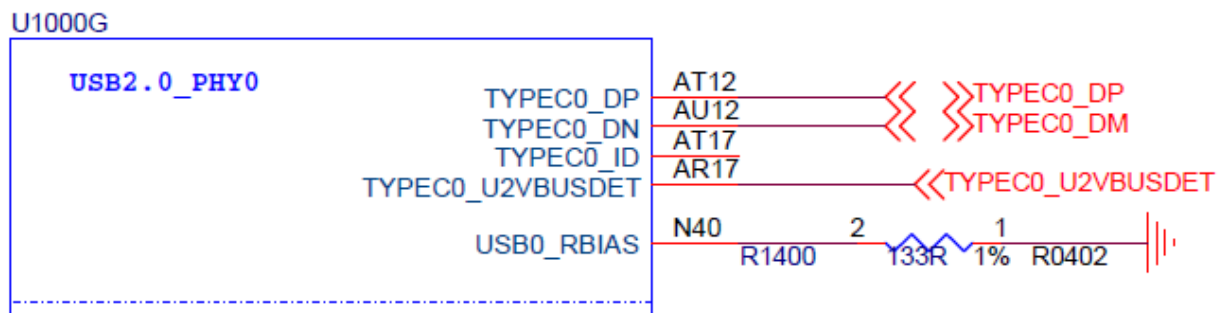 U1000G
USB2.0_PHY0
TYPEC0_DP AT12 TYPEC0_DP
TYPEC0_DN AU12 TYPEC0_DM
TYPEC0_ID AT17
TYPEC0_U2VBUSDET AR17 TYPEC0_U2VBUSDET
USB0_RBIAS N40 2 1
R1400 133R 1% R0402